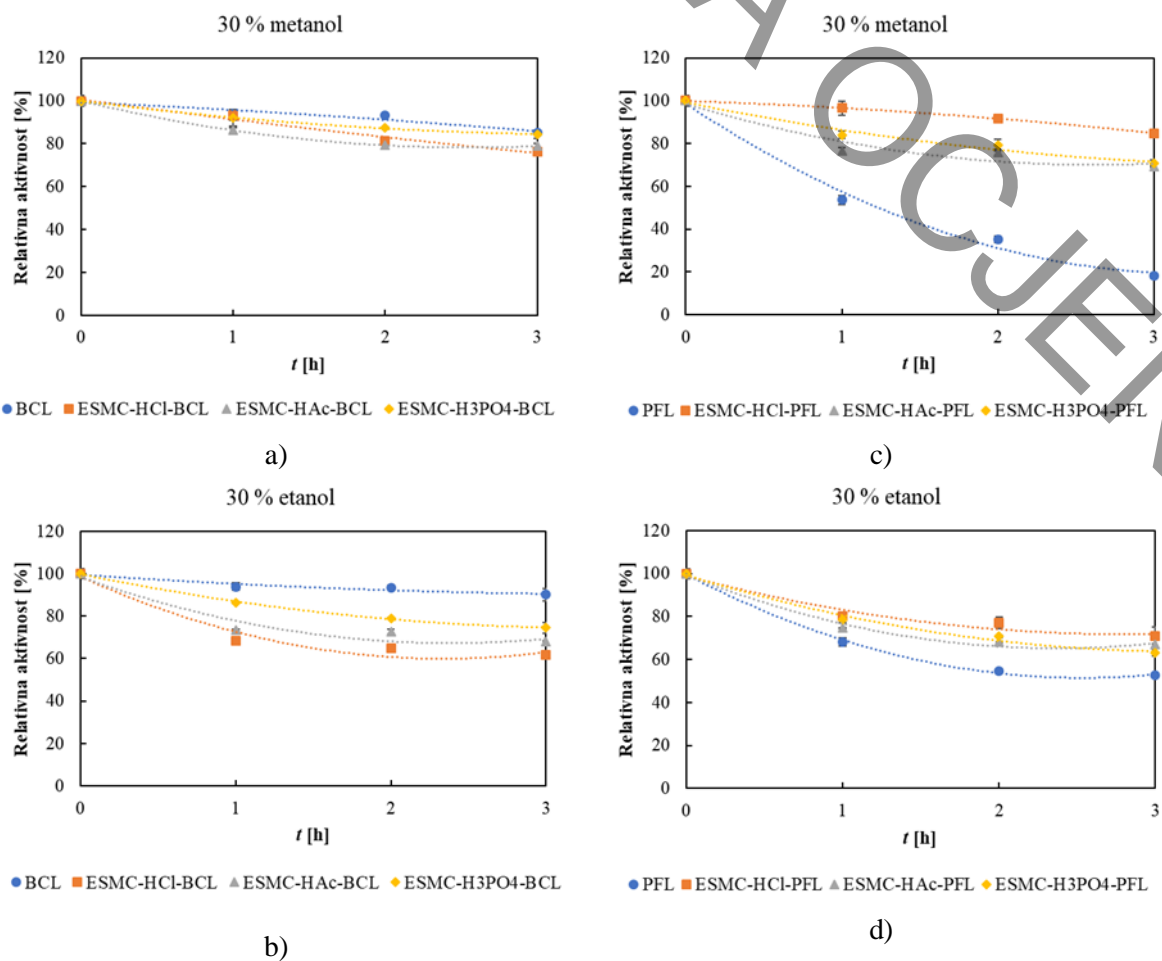 30 % metanol
Relativna aktivnost [%]
120
100
80
60
40
20
0
0 1 2 3
t [h]
BCL ESMC-HCl-BCL ESMC-HAc-BCL ESMC-H3PO4-BCL
a)
30 % metanol
Relativna aktivnost [%]
120
100
80
60
40
20
0
0 1 2 3
t [h]
PFL ESMC-HCl-PFL ESMC-HAc-PFL ESMC-H3PO4-PFL
c)
30 % etanol
Relativna aktivnost [%]
120
100
80
60
40
20
0
0 1 2 3
t [h]
BCL ESMC-HCl-BCL ESMC-HAc-BCL ESMC-H3PO4-BCL
b)
30 % etanol
Relativna aktivnost [%]
120
100
80
60
40
20
0
0 1 2 3
t [h]
PFL ESMC-HCl-PFL ESMC-HAc-PFL ESMC-H3PO4-PFL
d)